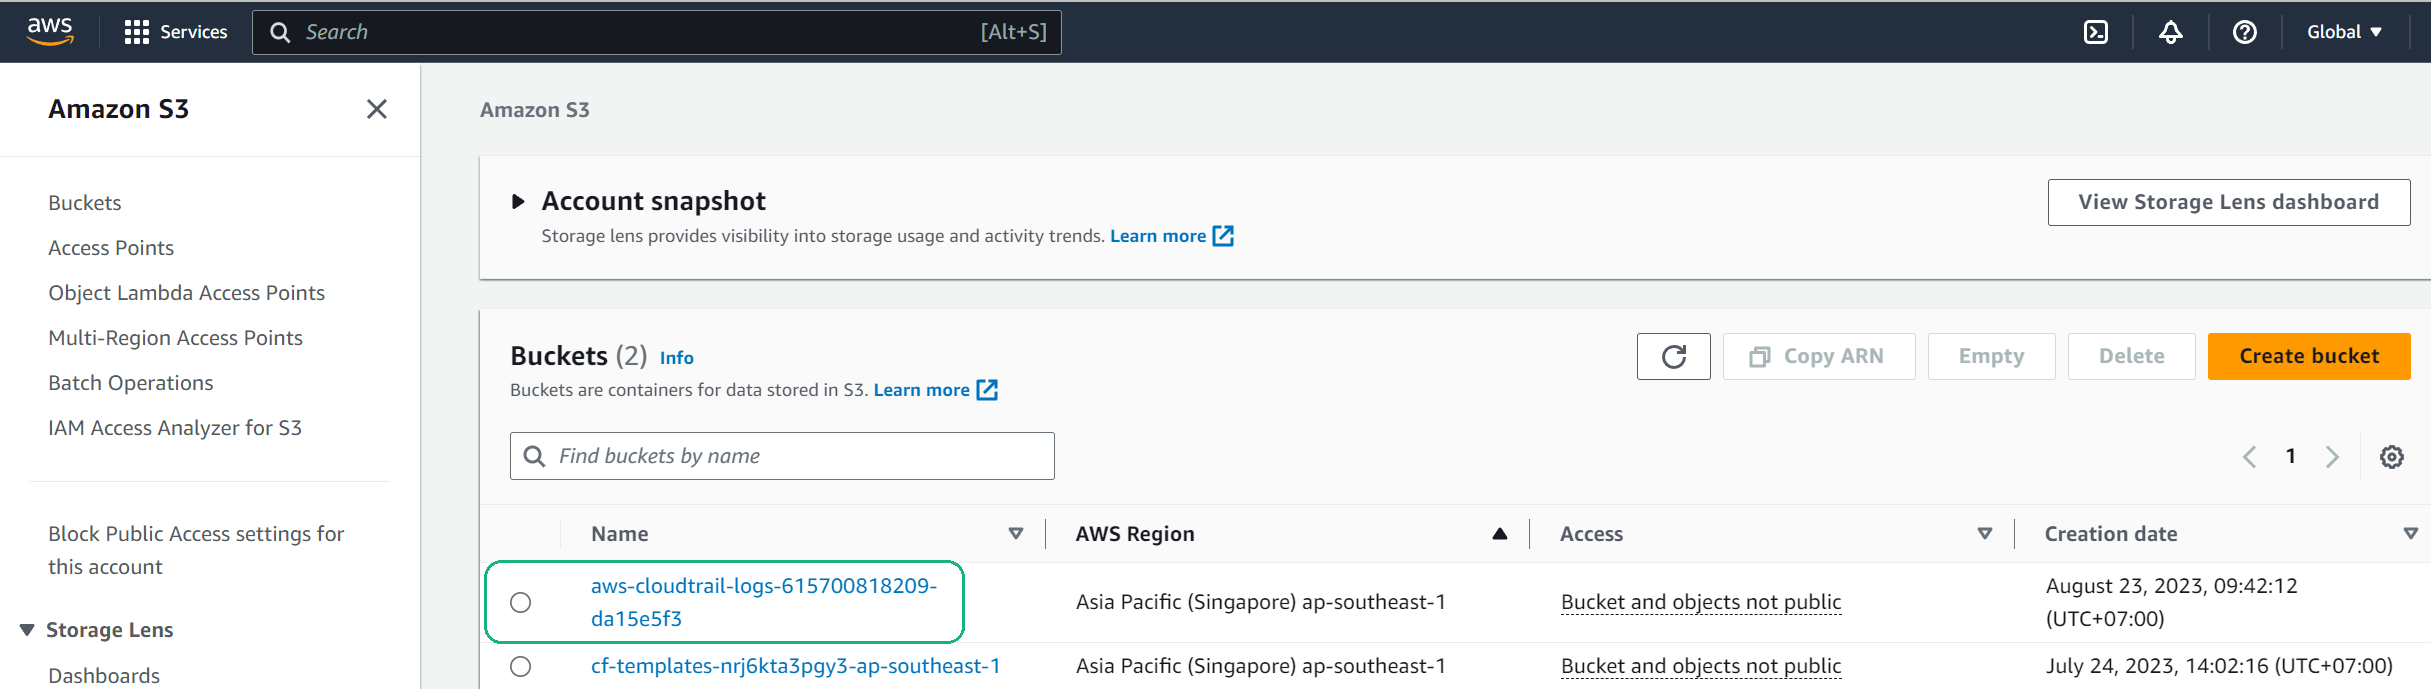 aws
Services
Search [Alt+S]
Global
Amazon S3
Buckets
Access Points
Object Lambda Access Points
Multi-Region Access Points
Batch Operations
IAM Access Analyzer for S3
Block Public Access settings for
this account
Storage Lens
Dashboards
Amazon S3
Account snapshot
Storage lens provides visibility into storage usage and activity trends. Learn more
View Storage Lens dashboard
Buckets (2) Info
Buckets are containers for data stored in S3. Learn more
Copy ARN
Empty
Delete
Create bucket
Find buckets by name
1
Name AWS Region Access Creation date
aws-cloudtrail-logs-615700818209-
da15e5f3
Asia Pacific (Singapore) ap-southeast-1
Bucket and objects not public
August 23, 2023, 09:42:12
(UTC+07:00)
cf-templates-nrj6kta3pgy3-ap-southeast-1
Asia Pacific (Singapore) ap-southeast-1
Bucket and objects not public
July 24, 2023, 14:02:16 (UTC+07:00)